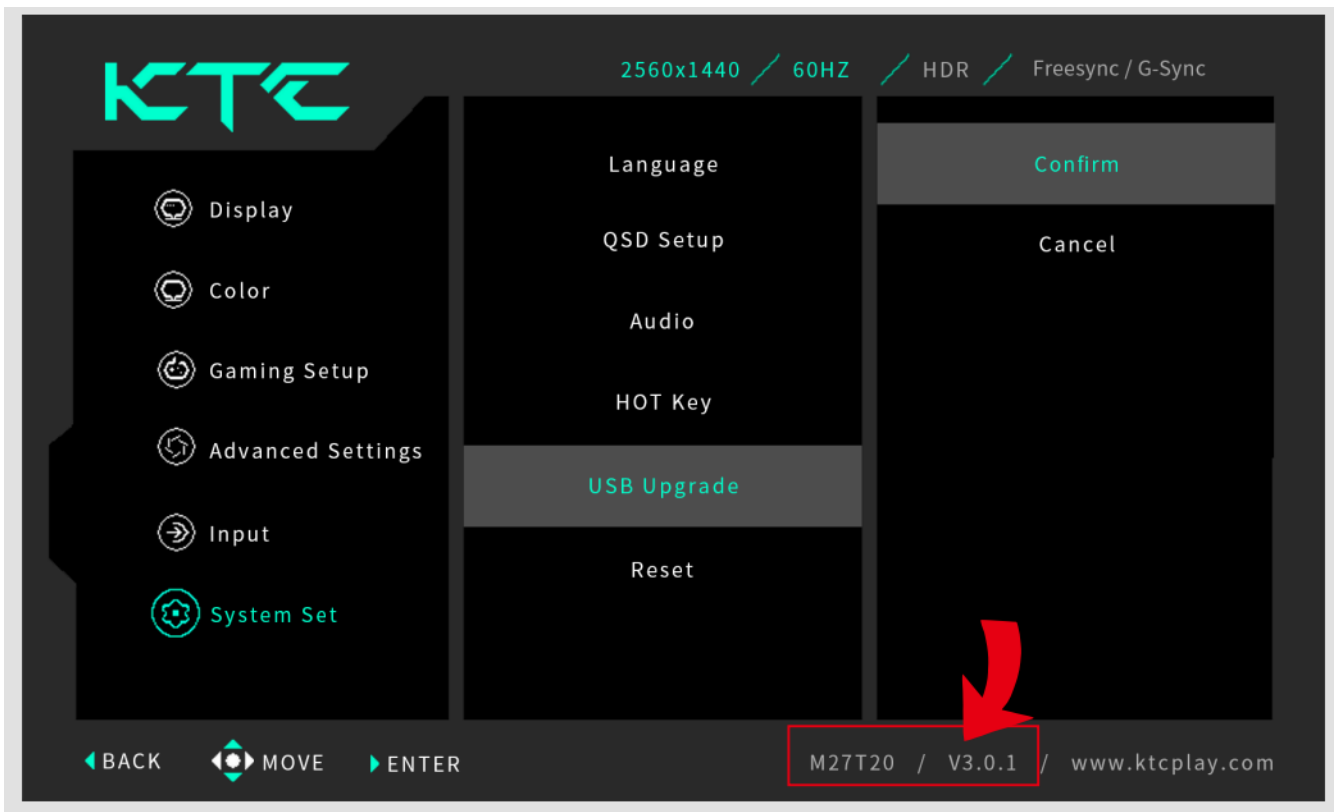 KTC
2560x1440 / 60HZ / HDR / Freesync / G-Sync
Display
Color
Gaming Setup
Advanced Settings
Input
System Set
Language
QSD Setup
Audio
HOT Key
USB Upgrade
Reset
Confirm
Cancel
BACK MOVE ENTER
M27T20 / V3.0.1 / www.ktcplay.com